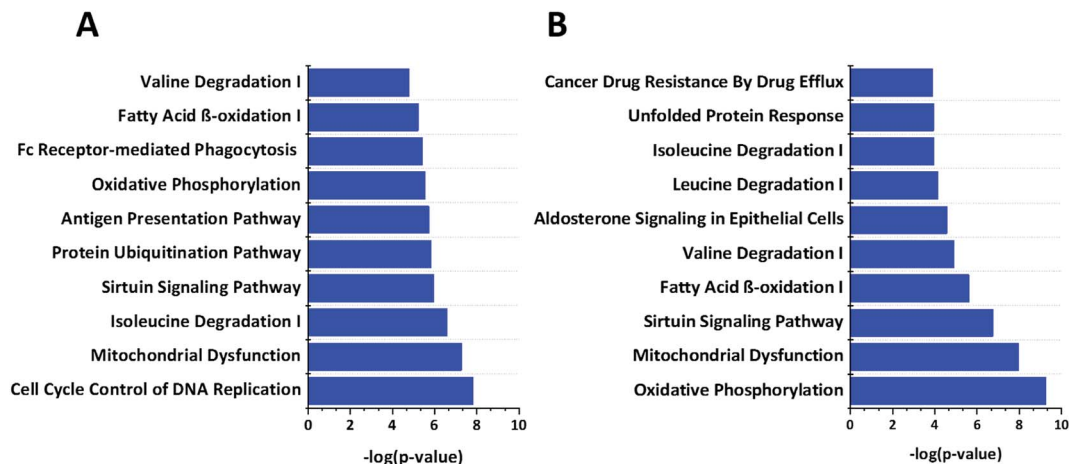 A
Valine Degradation I
Fatty Acid ß-oxidation I
Fc Receptor-mediated Phagocytosis
Oxidative Phosphorylation
Antigen Presentation Pathway
Protein Ubiquitination Pathway
Sirtuin Signaling Pathway
Isoleucine Degradation I
Mitochondrial Dysfunction
Cell Cycle Control of DNA Replication
0 2 4 6 8 10
-log(p-value)
B
Cancer Drug Resistance By Drug Efflux
Unfolded Protein Response
Isoleucine Degradation I
Leucine Degradation I
Aldosterone Signaling in Epithelial Cells
Valine Degradation I
Fatty Acid ß-oxidation I
Sirtuin Signaling Pathway
Mitochondrial Dysfunction
Oxidative Phosphorylation
0 2 4 6 8 10
-log(p-value)